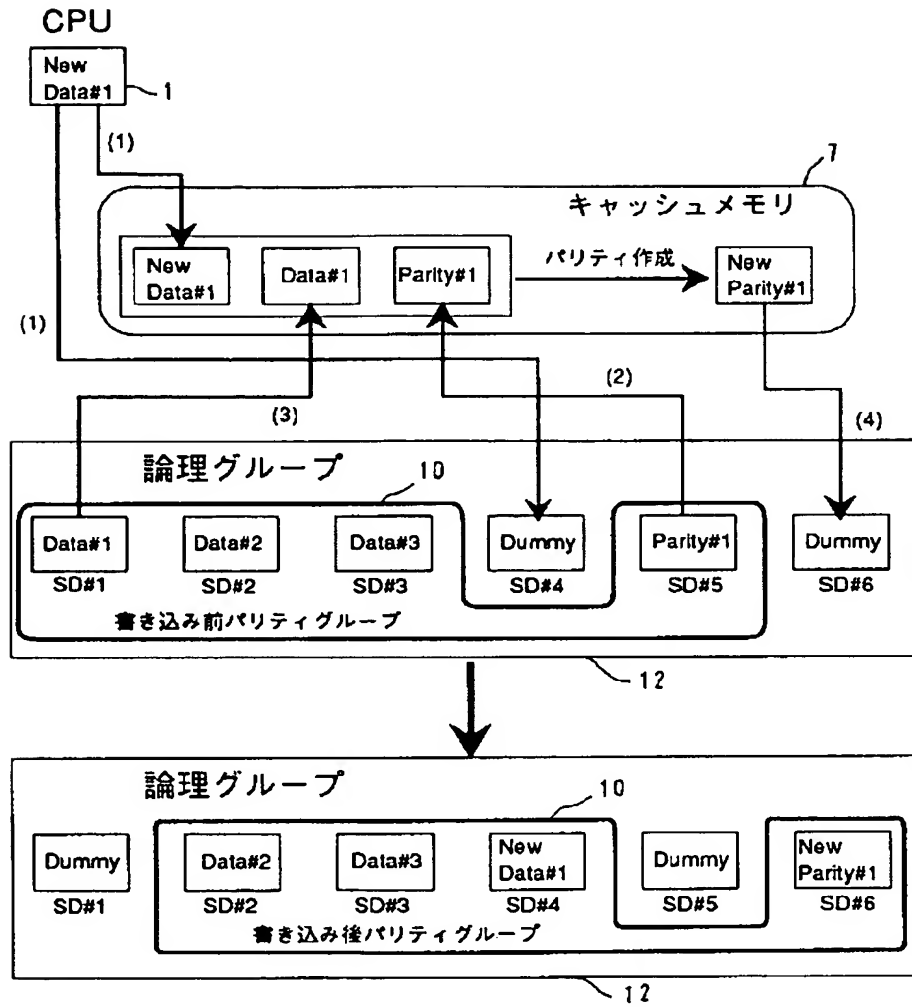 CPU
New
Data#1
1
(1)
7
キャッシュメモリ
New
Data#1
Data#1
Parity#1
パリティ作成
New
Parity#1
(1)
(3)
(2)
(4)
論理グループ
10
Data#1
Data#2
Data#3
Dummy
Parity#1
Dummy
SD#1
SD#2
SD#3
SD#4
SD#5
SD#6
書き込み前パリティグループ
12
論理グループ
10
Dummy
Data#2
Data#3
New
Data#1
Dummy
New
Parity#1
SD#1
SD#2
SD#3
SD#4
SD#5
SD#6
書き込み後パリティグループ
12